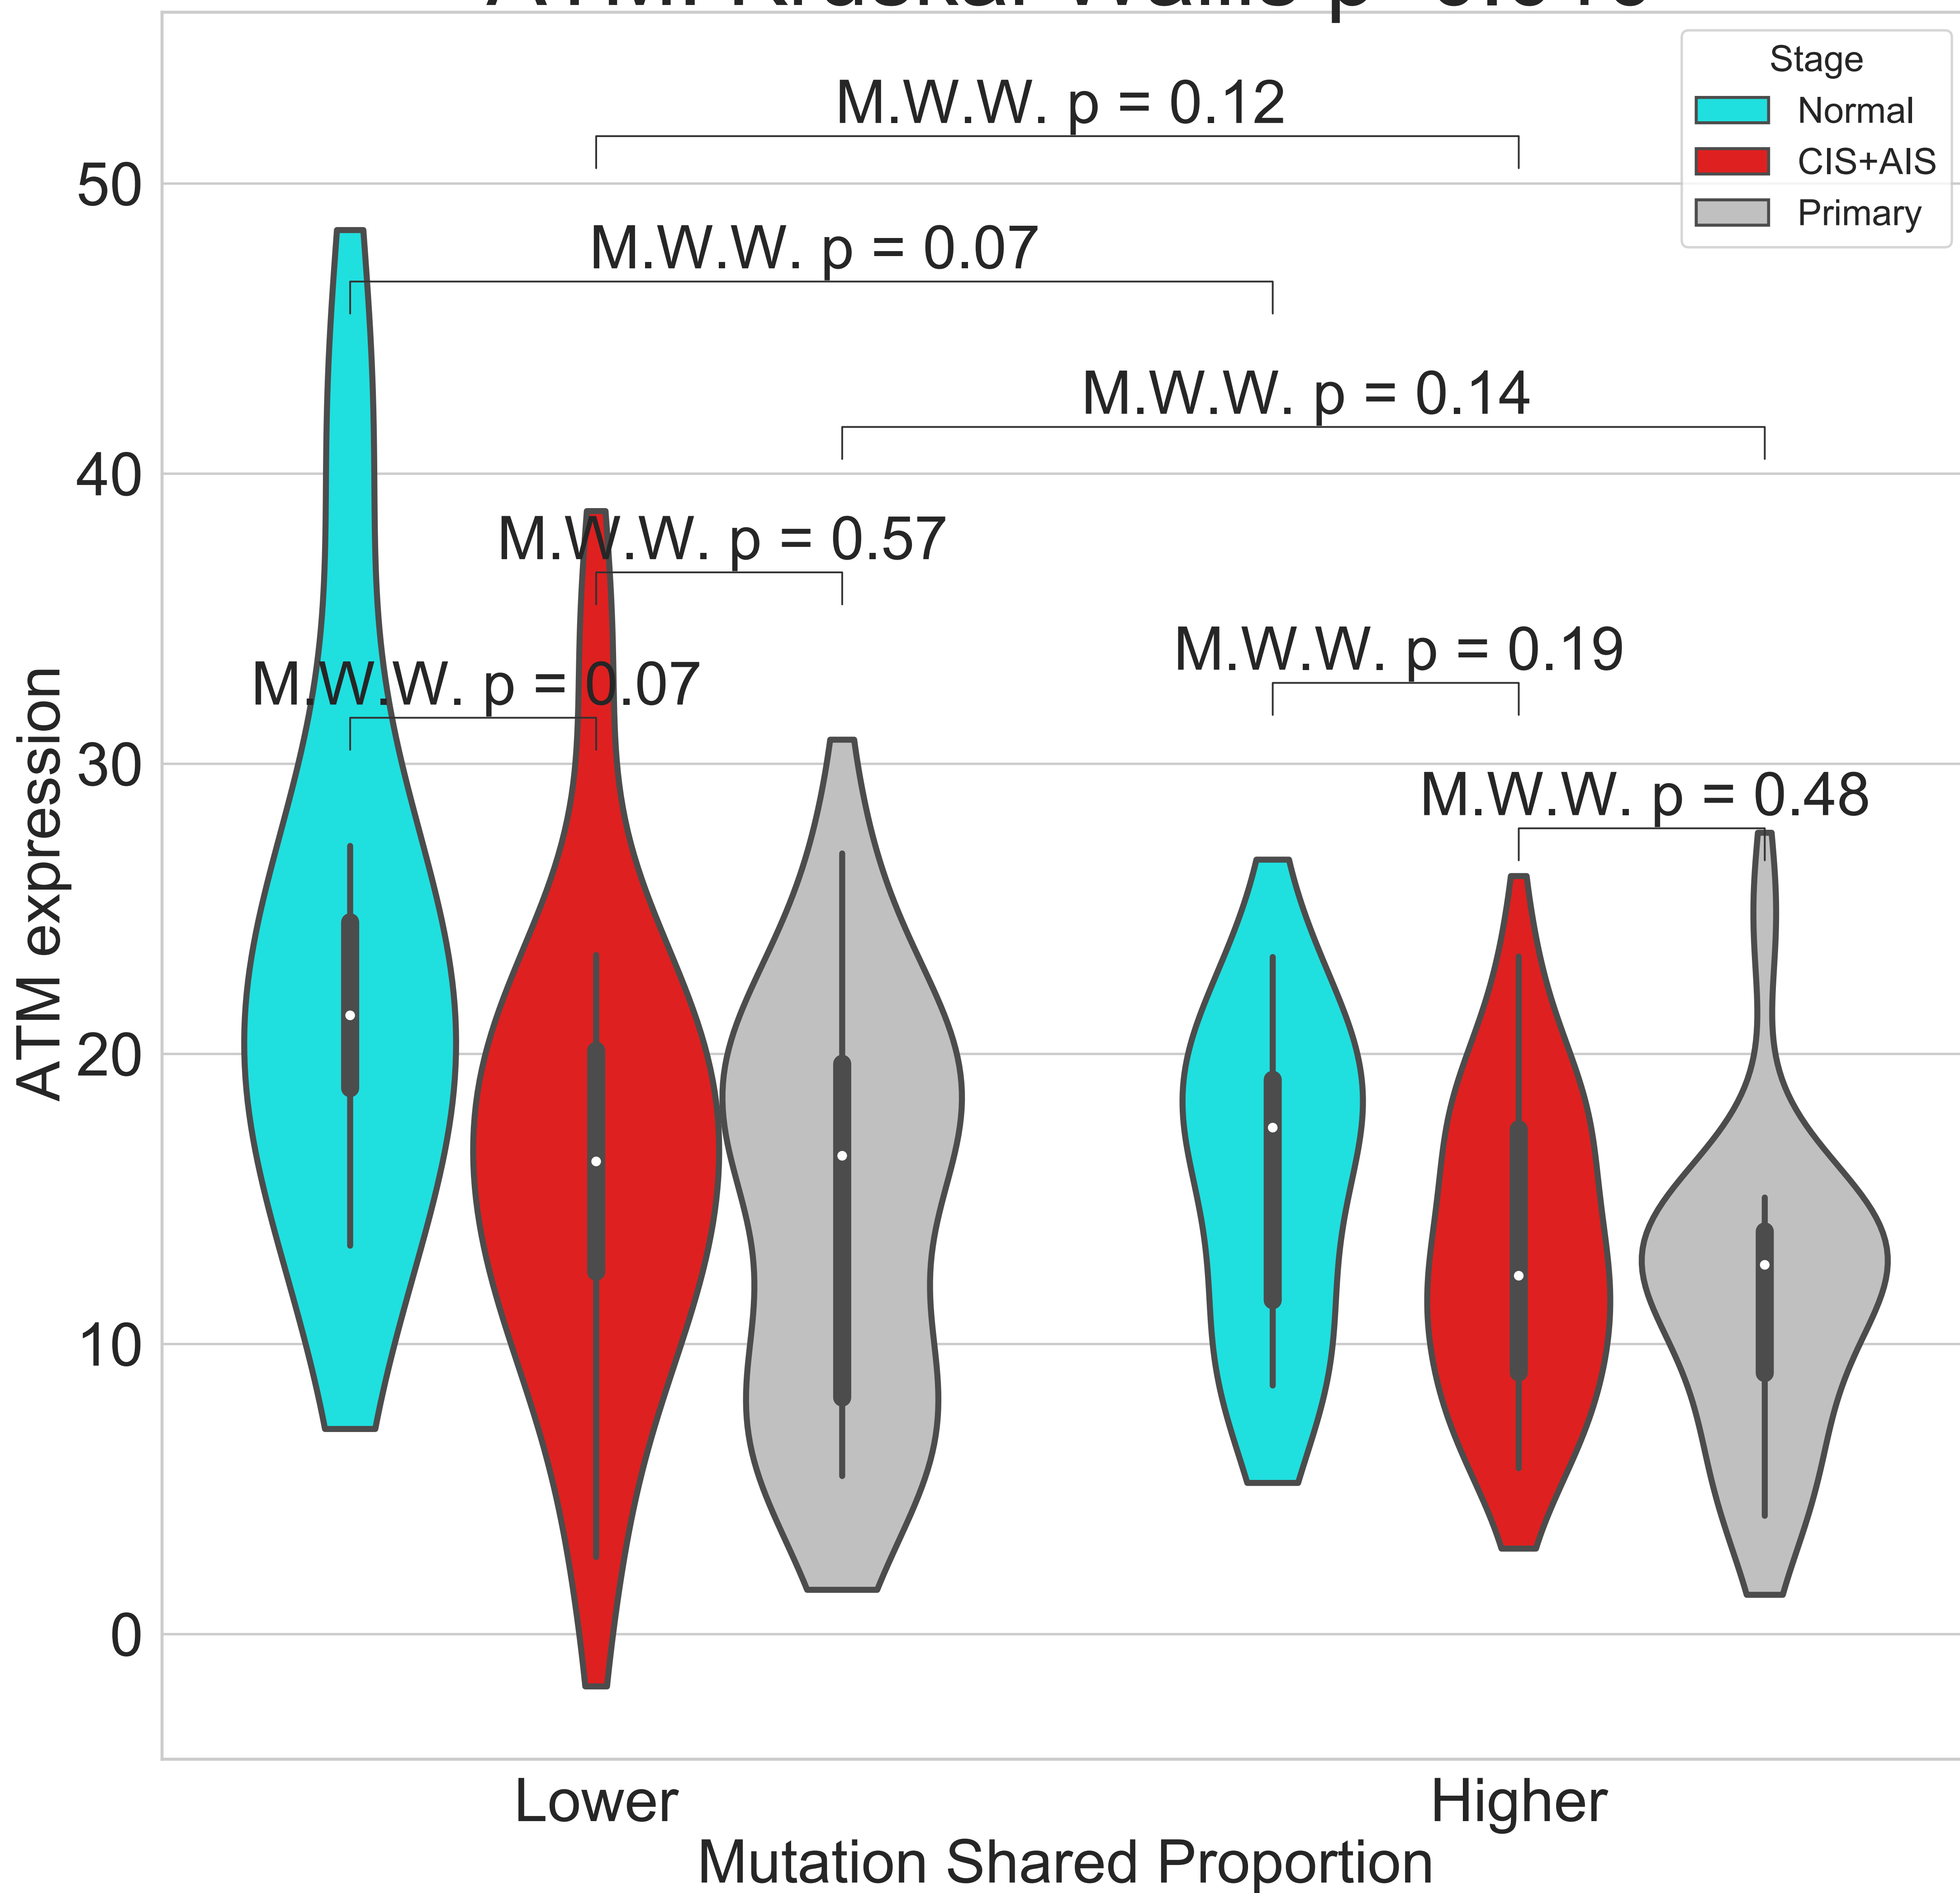 Stage
Normal
CIS+AIS
Primary
M.W.W. p = 0.12
M.W.W. p = 0.07
M.W.W. p = 0.14
M.W.W. p = 0.57
M.W.W. p = 0.19
M.W.W. p = 0.07
M.W.W. p = 0.48
50
40
30
20
10
0
ATM expression
Lower
Higher
Mutation Shared Proportion